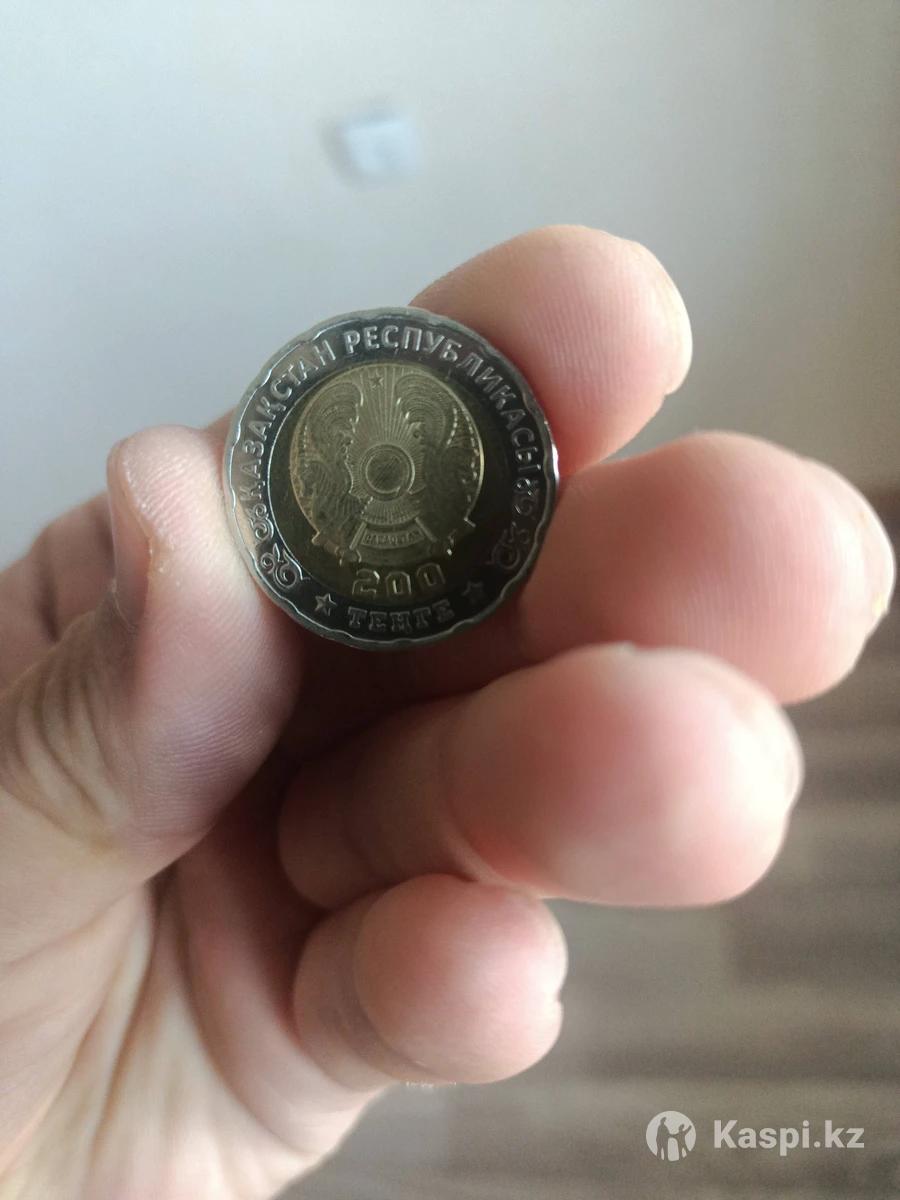 ҚАЗАҚСТАН РЕСПУБЛИКАСЫ
200
ТЕҢГЕ
Kaspi.kz